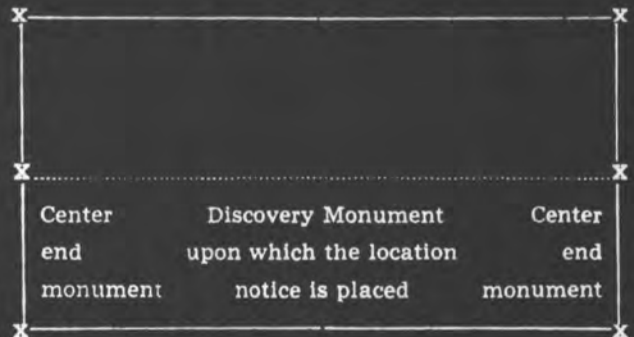 X X
X X
Center Discovery Monument Center
end upon which the location end
monument notice is placed monument
X X